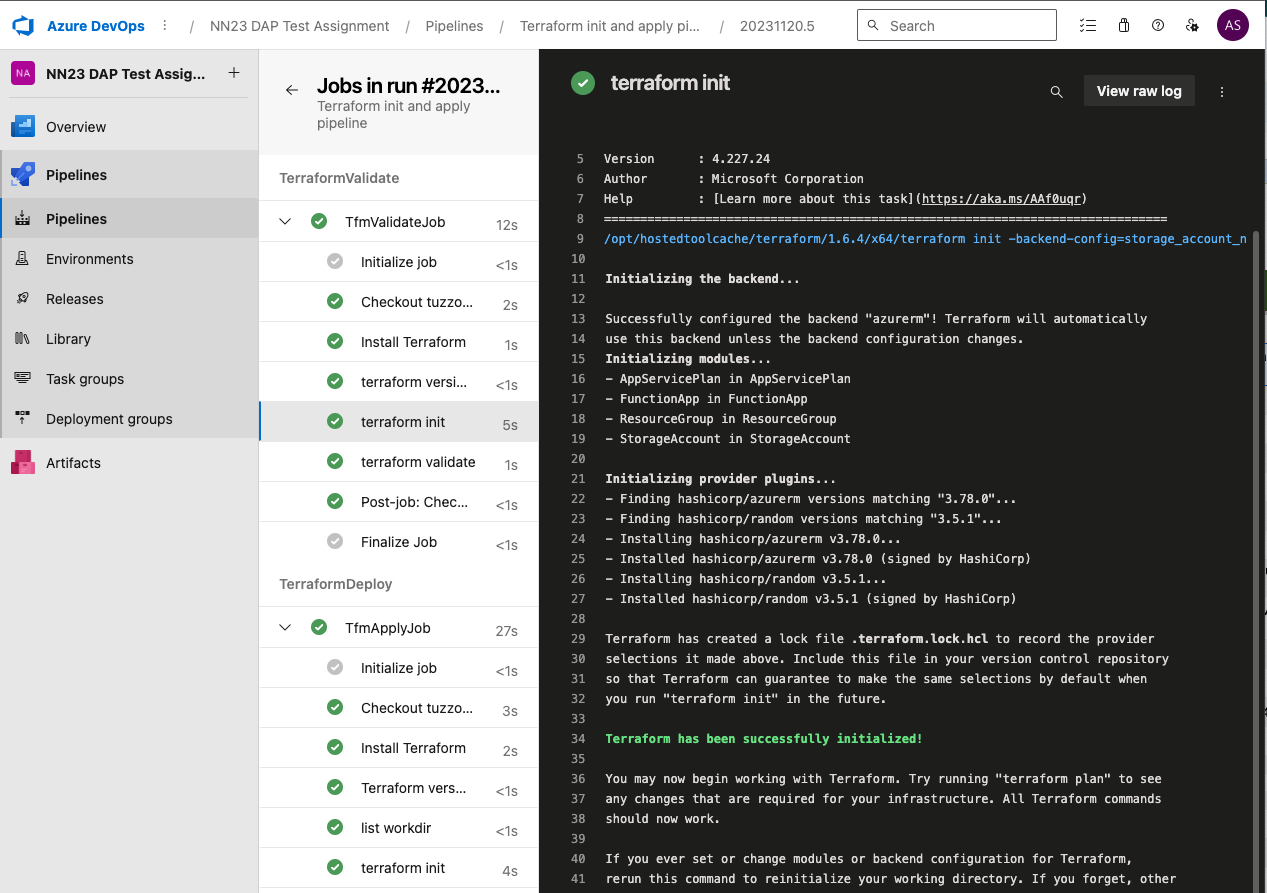 Azure DevOps / NN23 DAP Test Assignment / Pipelines / Terraform init and apply pi... / 20231120.5
Search
AS
NA NN23 DAP Test Assig... +
Overview
Pipelines
Pipelines
Environments
Releases
Library
Task groups
Deployment groups
Artifacts
Jobs in run #2023...
Terraform init and apply
pipeline
TerraformValidate
TfmValidateJob 12s
Initialize job <1s
Checkout tuzzo... 2s
Install Terraform 1s
terraform versi... <1s
terraform init 5s
terraform validate 1s
Post-job: Chec... <1s
Finalize Job <1s
TerraformDeploy
TfmApplyJob 27s
Initialize job <1s
Checkout tuzzo... 3s
Install Terraform 2s
Terraform vers... <1s
list workdir <1s
terraform init 4s
terraform init
View raw log
5 Version : 4.227.24
6 Author : Microsoft Corporation
7 Help : [Learn more about this task](https://aka.ms/AAf0uqr)
8 ==============================================================================
9 /opt/hostedtoolcache/terraform/1.6.4/x64/terraform init -backend-config=storage_account_n
10
11 Initializing the backend...
12
13 Successfully configured the backend "azurerm"! Terraform will automatically
14 use this backend unless the backend configuration changes.
15 Initializing modules...
16 - AppServicePlan in AppServicePlan
17 - FunctionApp in FunctionApp
18 - ResourceGroup in ResourceGroup
19 - StorageAccount in StorageAccount
20
21 Initializing provider plugins...
22 - Finding hashicorp/azurerm versions matching "3.78.0"...
23 - Finding hashicorp/random versions matching "3.5.1"...
24 - Installing hashicorp/azurerm v3.78.0...
25 - Installed hashicorp/azurerm v3.78.0 (signed by HashiCorp)
26 - Installing hashicorp/random v3.5.1...
27 - Installed hashicorp/random v3.5.1 (signed by HashiCorp)
28
29 Terraform has created a lock file .terraform.lock.hcl to record the provider
30 selections it made above. Include this file in your version control repository
31 so that Terraform can guarantee to make the same selections by default when
32 you run "terraform init" in the future.
33
34 Terraform has been successfully initialized!
35
36 You may now begin working with Terraform. Try running "terraform plan" to see
37 any changes that are required for your infrastructure. All Terraform commands
38 should now work.
39
40 If you ever set or change modules or backend configuration for Terraform,
41 rerun this command to reinitialize your working directory. If you forget, other